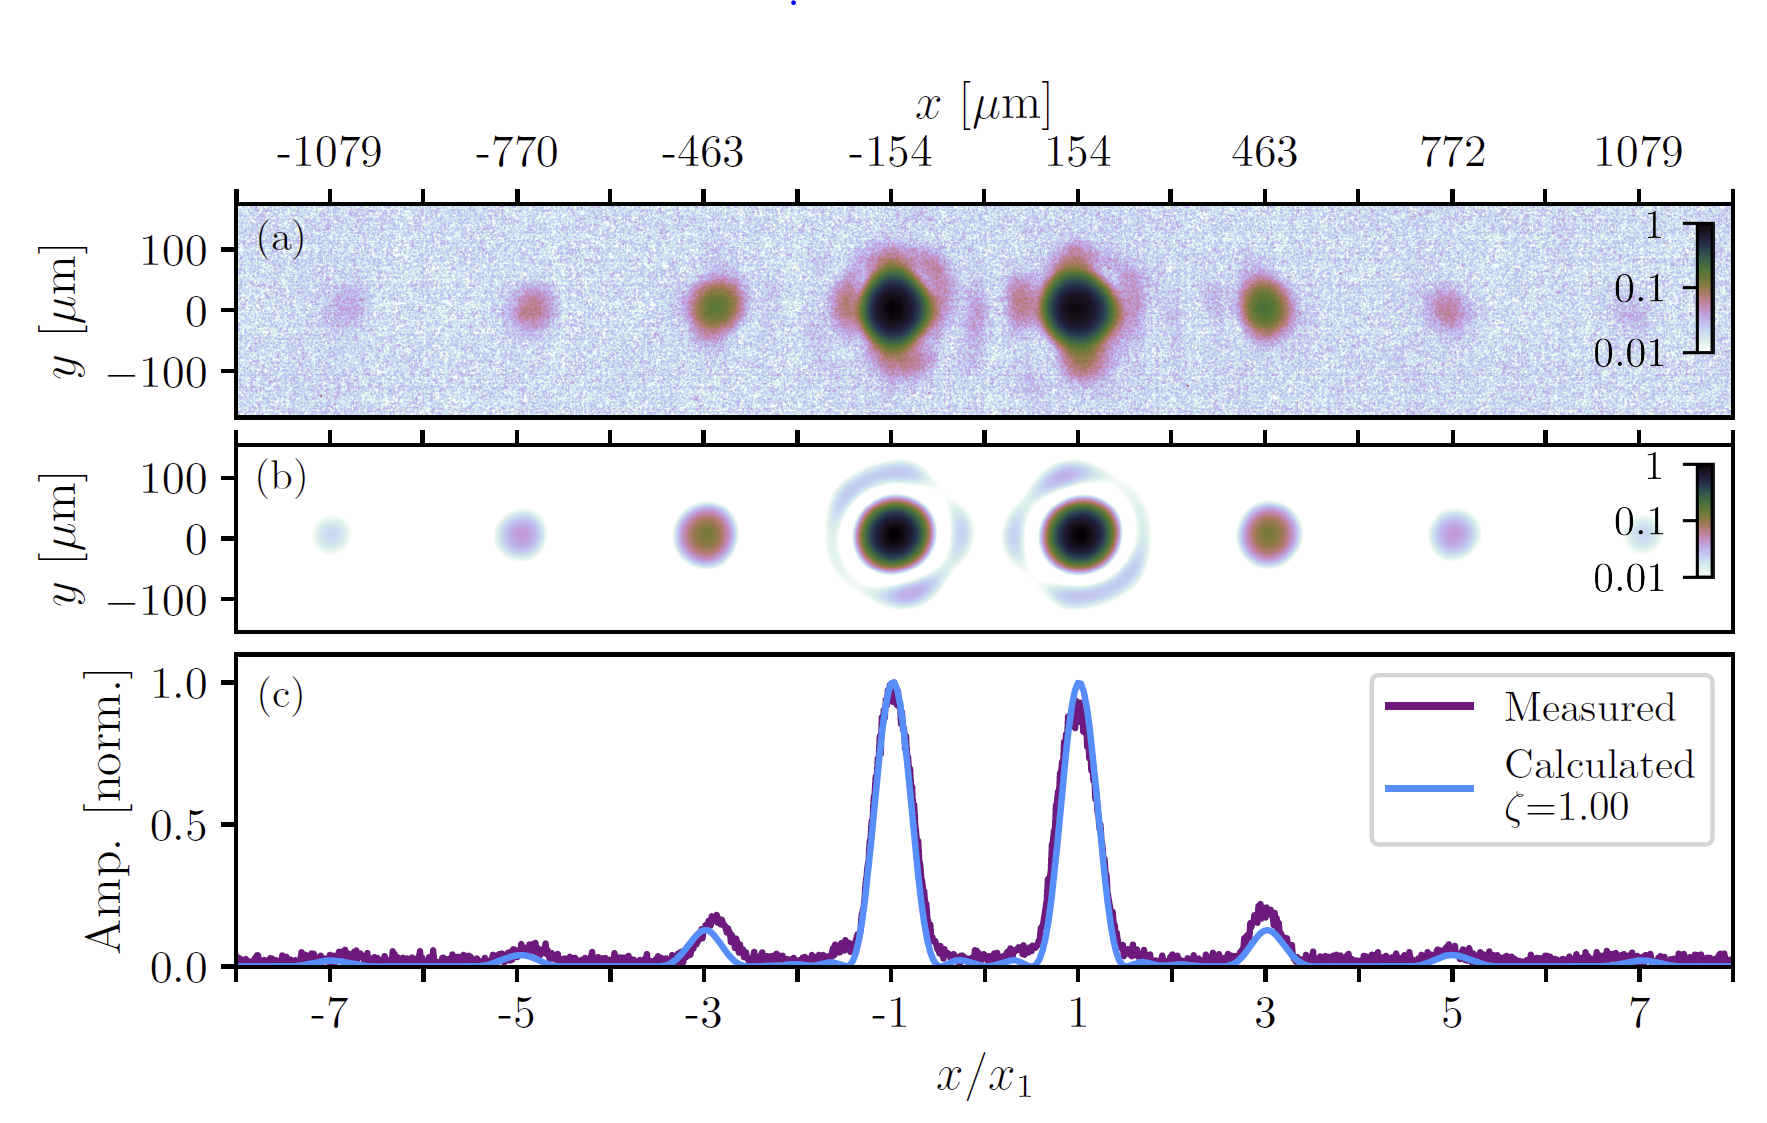 x [μm]
-1079 -770 -463 -154 154 463 772 1079
(a)
1
0.1
0.01
y [μm]
100
0
−100
(b)
1
0.1
0.01
y [μm]
100
0
−100
(c)
Measured
Calculated
ζ=1.00
Amp. [norm.]
1.0
0.5
0.0
-7 -5 -3 -1 1 3 5 7
x/x₁